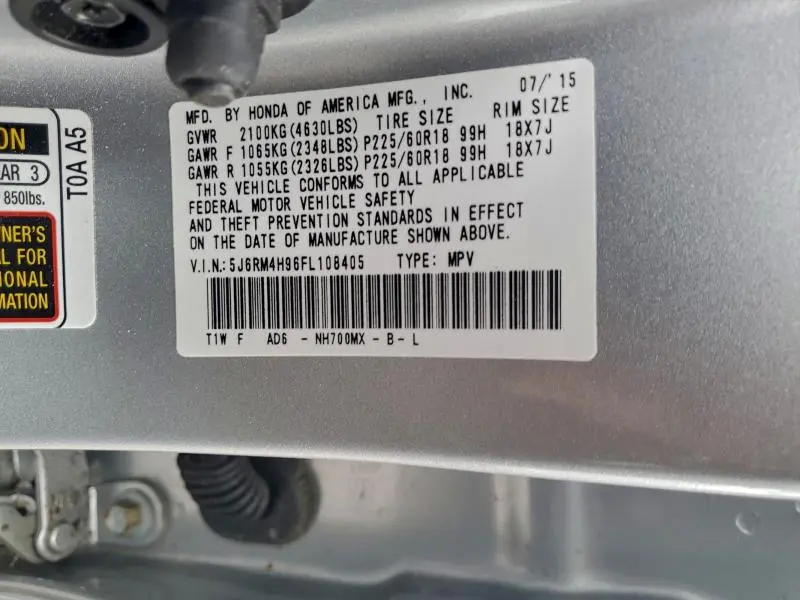 MFD. BY HONDA OF AMERICA MFG., INC. 07/'15
GVWR 2100KG(4630LBS) TIRE SIZE RIM SIZE
GAWR F 1065KG(2348LBS) P225/60R18 99H 18X7J
GAWR R 1055KG(2326LBS) P225/60R18 99H 18X7J
THIS VEHICLE CONFORMS TO ALL APPLICABLE
FEDERAL MOTOR VEHICLE SAFETY
AND THEFT PREVENTION STANDARDS IN EFFECT
ON THE DATE OF MANUFACTURE SHOWN ABOVE.
V.I.N.: 5J6RM4H96FL108405 TYPE: MPV
T1W F AD6 - NH700MX - B - L
ON
AR 3
850lbs.
NER'S
L FOR
IONAL
MATION
T0A A5